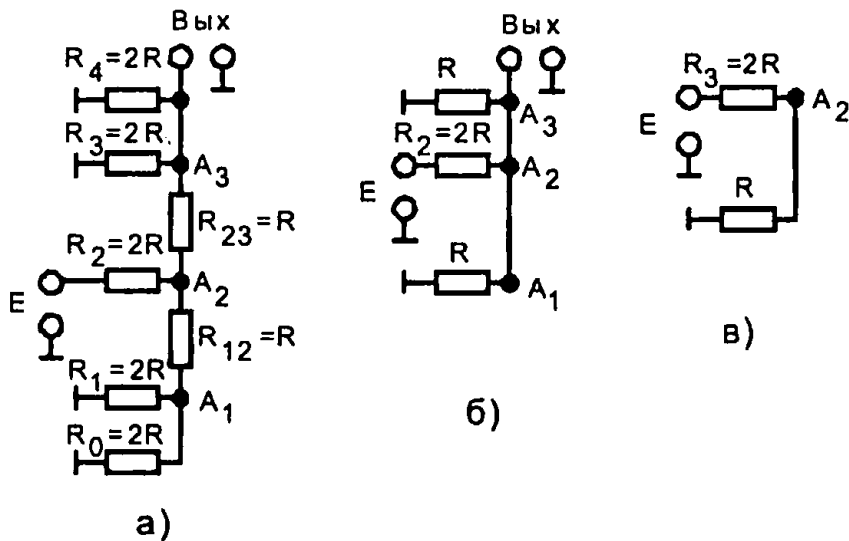 Вых
R4=2R
R3=2R
A3
R23=R
R2=2R
A2
E
R12=R
R1=2R
A1
R0=2R
а)
Вых
R
A3
R2=2R
A2
E
R
A1
б)
R3=2R
A2
E
R
в)